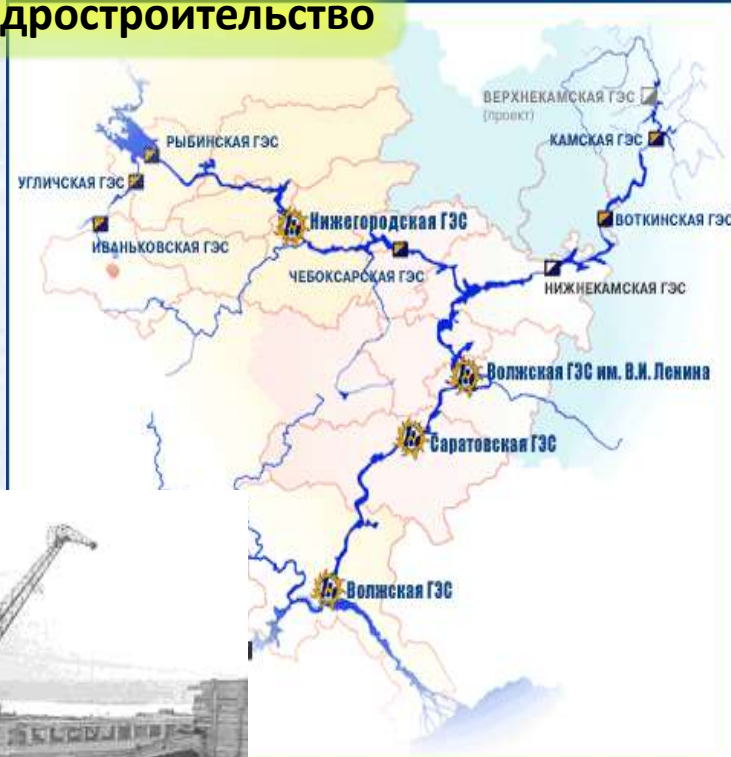 дростроительство
ВЕРХНЕКАМСКАЯ ГЭС
(проект)
КАМСКАЯ ГЭС
РЫБИНСКАЯ ГЭС
УГЛИЧСКАЯ ГЭС
Нижегородская ГЭС
ВОТКИНСКАЯ ГЭС
ИВАНЬКОВСКАЯ ГЭС
ЧЕБОКСАРСКАЯ ГЭС
НИЖНЕКАМСКАЯ ГЭС
Волжская ГЭС им. В.И. Ленина
Саратовская ГЭС
Волжская ГЭС